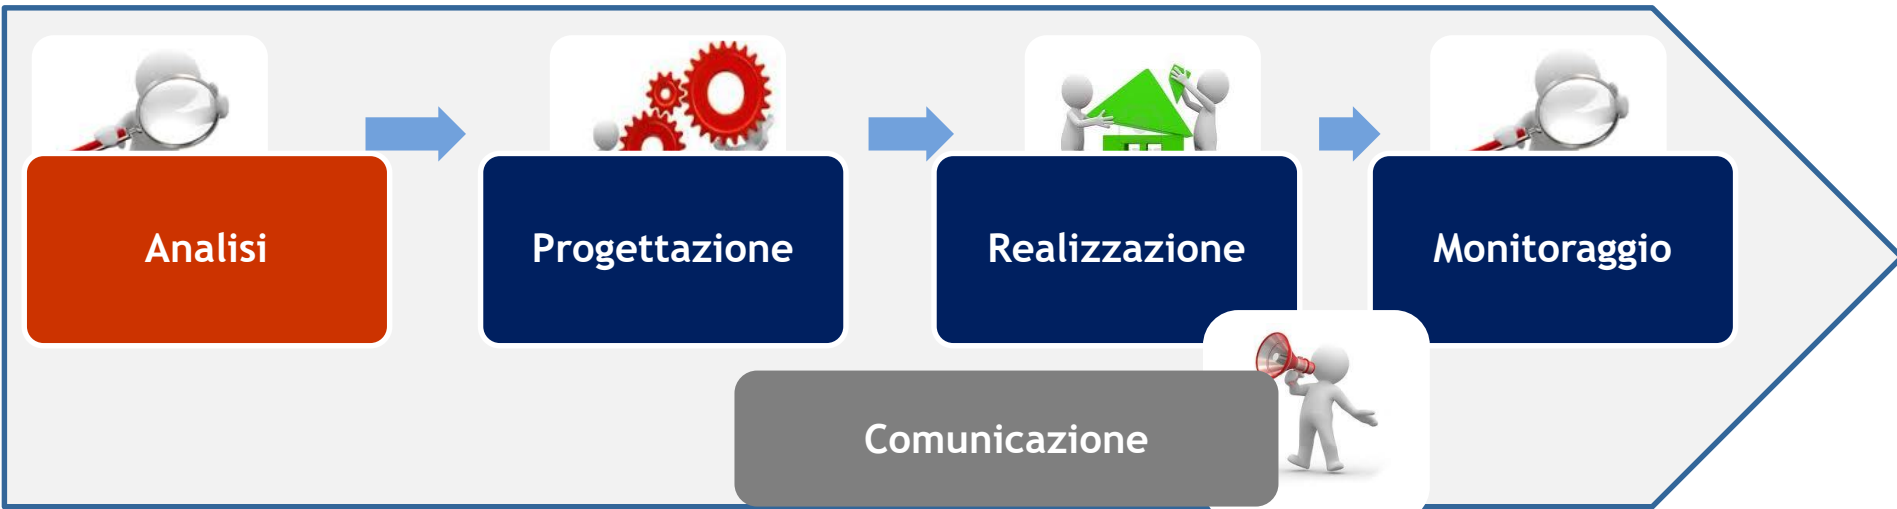 Analisi
Progettazione
Realizzazione
Monitoraggio
Comunicazione